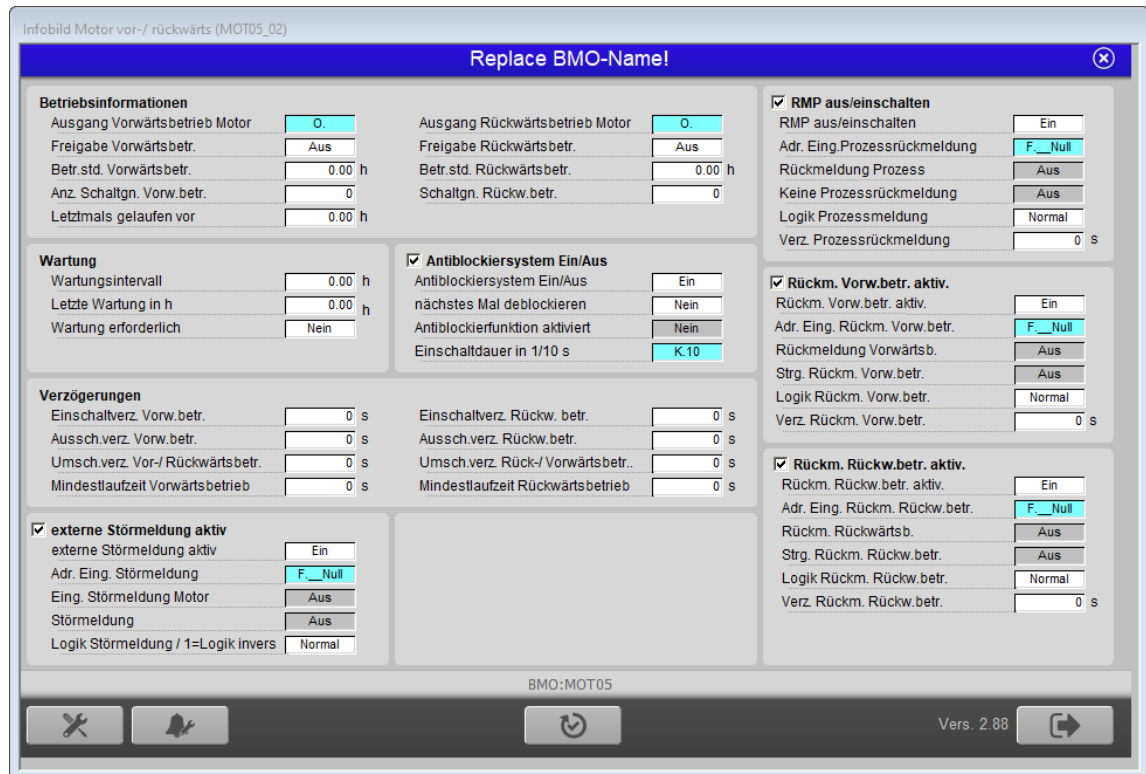 Infobild Motor vor-/ rückwärts (MOT05_02)
Replace BMO-Name!
Betriebsinformationen
Ausgang Vorwärtsbetrieb Motor O.
Freigabe Vorwärtsbetr. Aus
Betr.std. Vorwärtsbetr. 0.00 h
Anz. Schaltgn. Vorw.betr. 0
Letztmals gelaufen vor 0.00 h
Ausgang Rückwärtsbetrieb Motor O.
Freigabe Rückwärtsbetr. Aus
Betr.std. Rückwärtsbetr. 0.00 h
Schaltgn. Rückw.betr. 0
Wartung
Wartungsintervall 0.00 h
Letzte Wartung in h 0.00 h
Wartung erforderlich Nein
Antiblockiersystem Ein/Aus
Antiblockiersystem Ein/Aus Ein
nächstes Mal deblockieren Nein
Antiblockierfunktion aktiviert Nein
Einschaltdauer in 1/10 s K.10
Verzögerungen
Einschaltverz. Vorw.betr. 0 s
Aussch.verz. Vorw.betr. 0 s
Umsch.verz. Vor-/ Rückwärtsbetr. 0 s
Mindestlaufzeit Vorwärtsbetrieb 0 s
Einschaltverz. Rückw. betr. 0 s
Aussch.verz. Rückw.betr. 0 s
Umsch.verz. Rück-/ Vorwärtsbetr.. 0 s
Mindestlaufzeit Rückwärtsbetrieb 0 s
externe Störmeldung aktiv
externe Störmeldung aktiv Ein
Adr. Eing. Störmeldung F.__Null
Eing. Störmeldung Motor Aus
Störmeldung Aus
Logik Störmeldung / 1=Logik invers Normal
RMP aus/einschalten
RMP aus/einschalten Ein
Adr. Eing.Prozessrückmeldung F.__Null
Rückmeldung Prozess Aus
Keine Prozessrückmeldung Aus
Logik Prozessmeldung Normal
Verz. Prozessrückmeldung 0 s
Rückm. Vorw.betr. aktiv.
Rückm. Vorw.betr. aktiv. Ein
Adr. Eing. Rückm. Vorw.betr. F.__Null
Rückmeldung Vorwärtsb. Aus
Strg. Rückm. Vorw.betr. Aus
Logik Rückm. Vorw.betr. Normal
Verz. Rückm. Vorw.betr. 0 s
Rückm. Rückw.betr. aktiv.
Rückm. Rückw.betr. aktiv. Ein
Adr. Eing. Rückm. Rückw.betr. F.__Null
Rückm. Rückwärtsb. Aus
Strg. Rückm. Rückw.betr. Aus
Logik Rückm. Rückw.betr. Normal
Verz. Rückm. Rückw.betr. 0 s
BMO:MOT05
Vers. 2.88